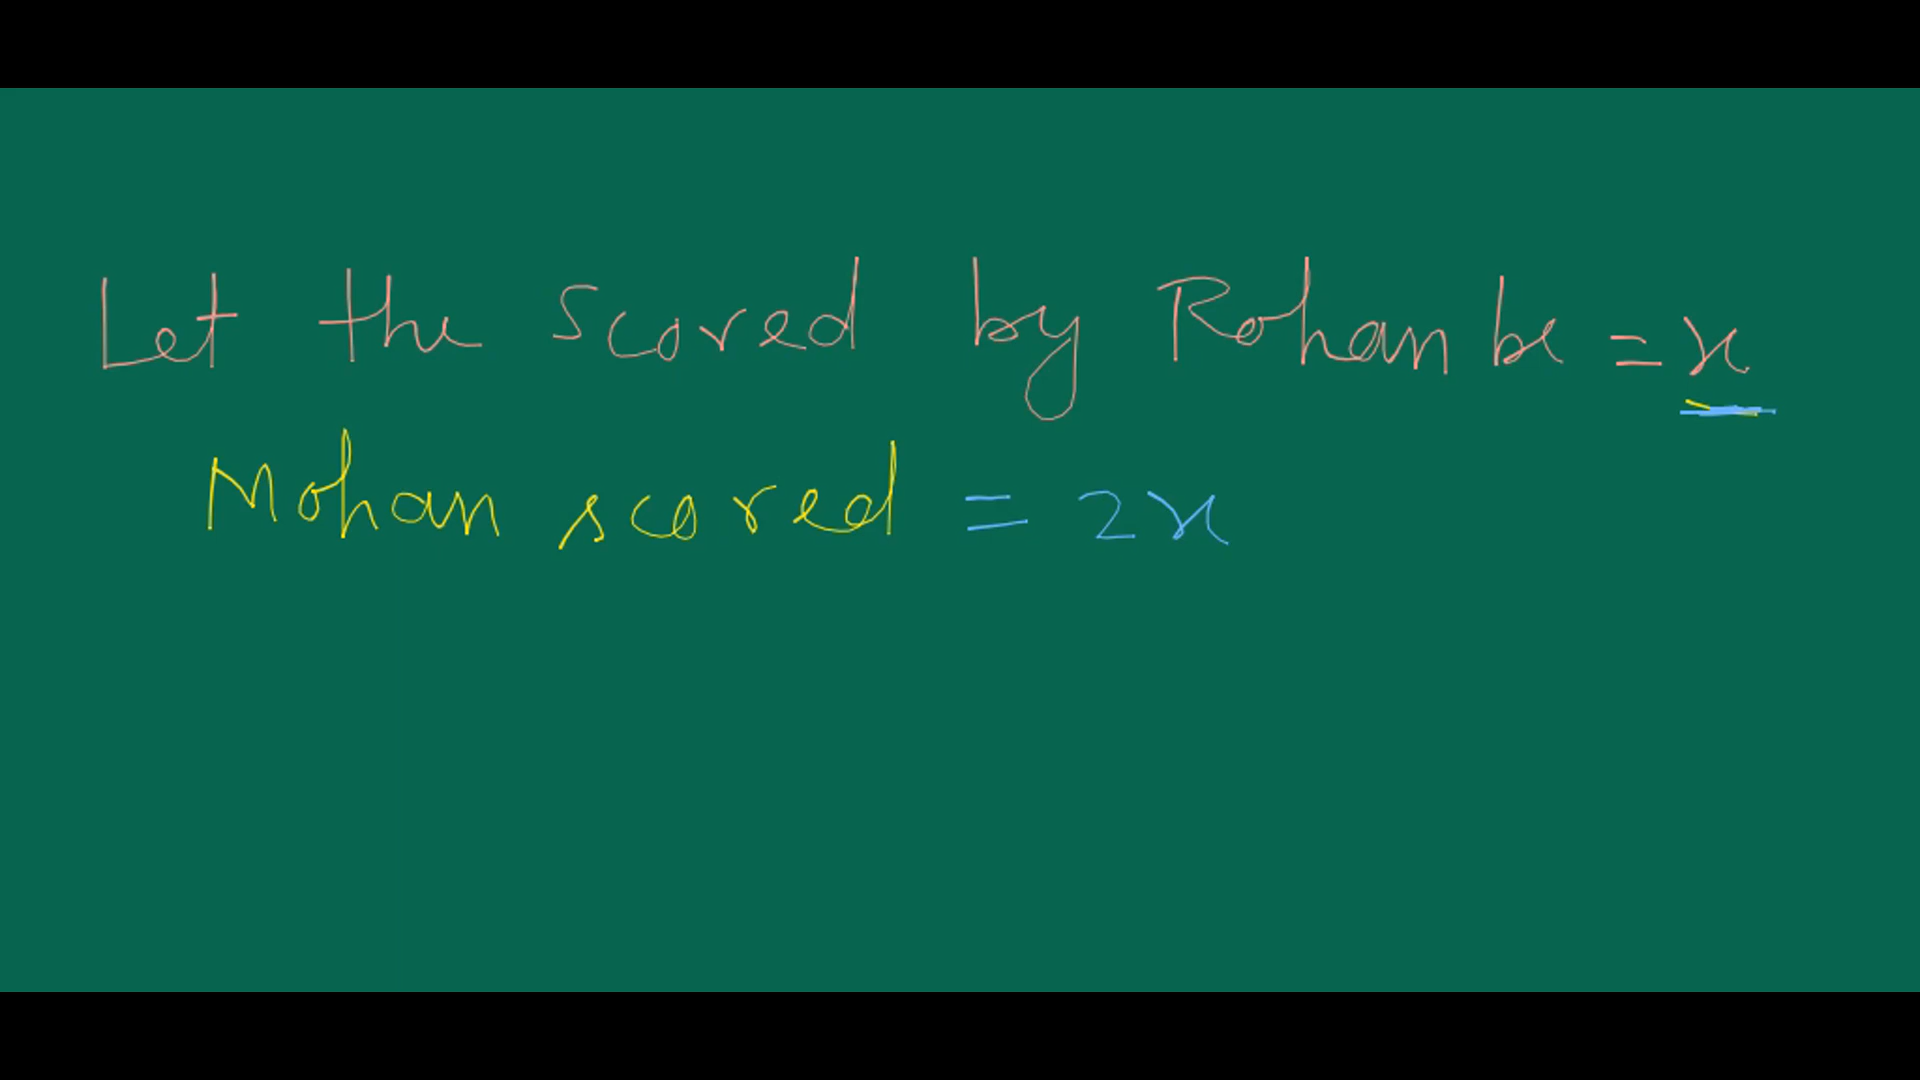 Let the scored by Rohan be = x
Mohan scored = 2x